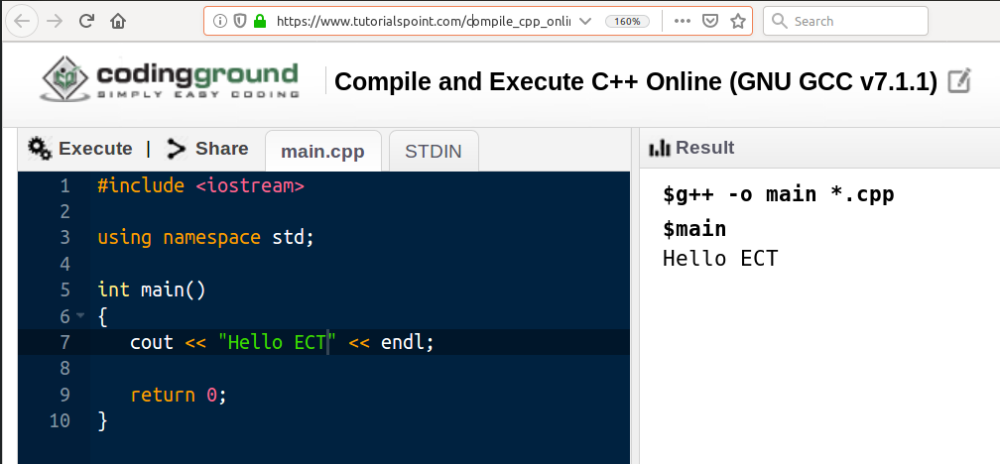 https://www.tutorialspoint.com/compile_cpp_onli
160%
Search
codingground
SIMPLY EASY CODING
Compile and Execute C++ Online (GNU GCC v7.1.1)
Execute | Share main.cpp STDIN
1 #include <iostream>
2
3 using namespace std;
4
5 int main()
6 {
7 cout << "Hello ECT" << endl;
8
9 return 0;
10 }
Result
$g++ -o main *.cpp
$main
Hello ECT